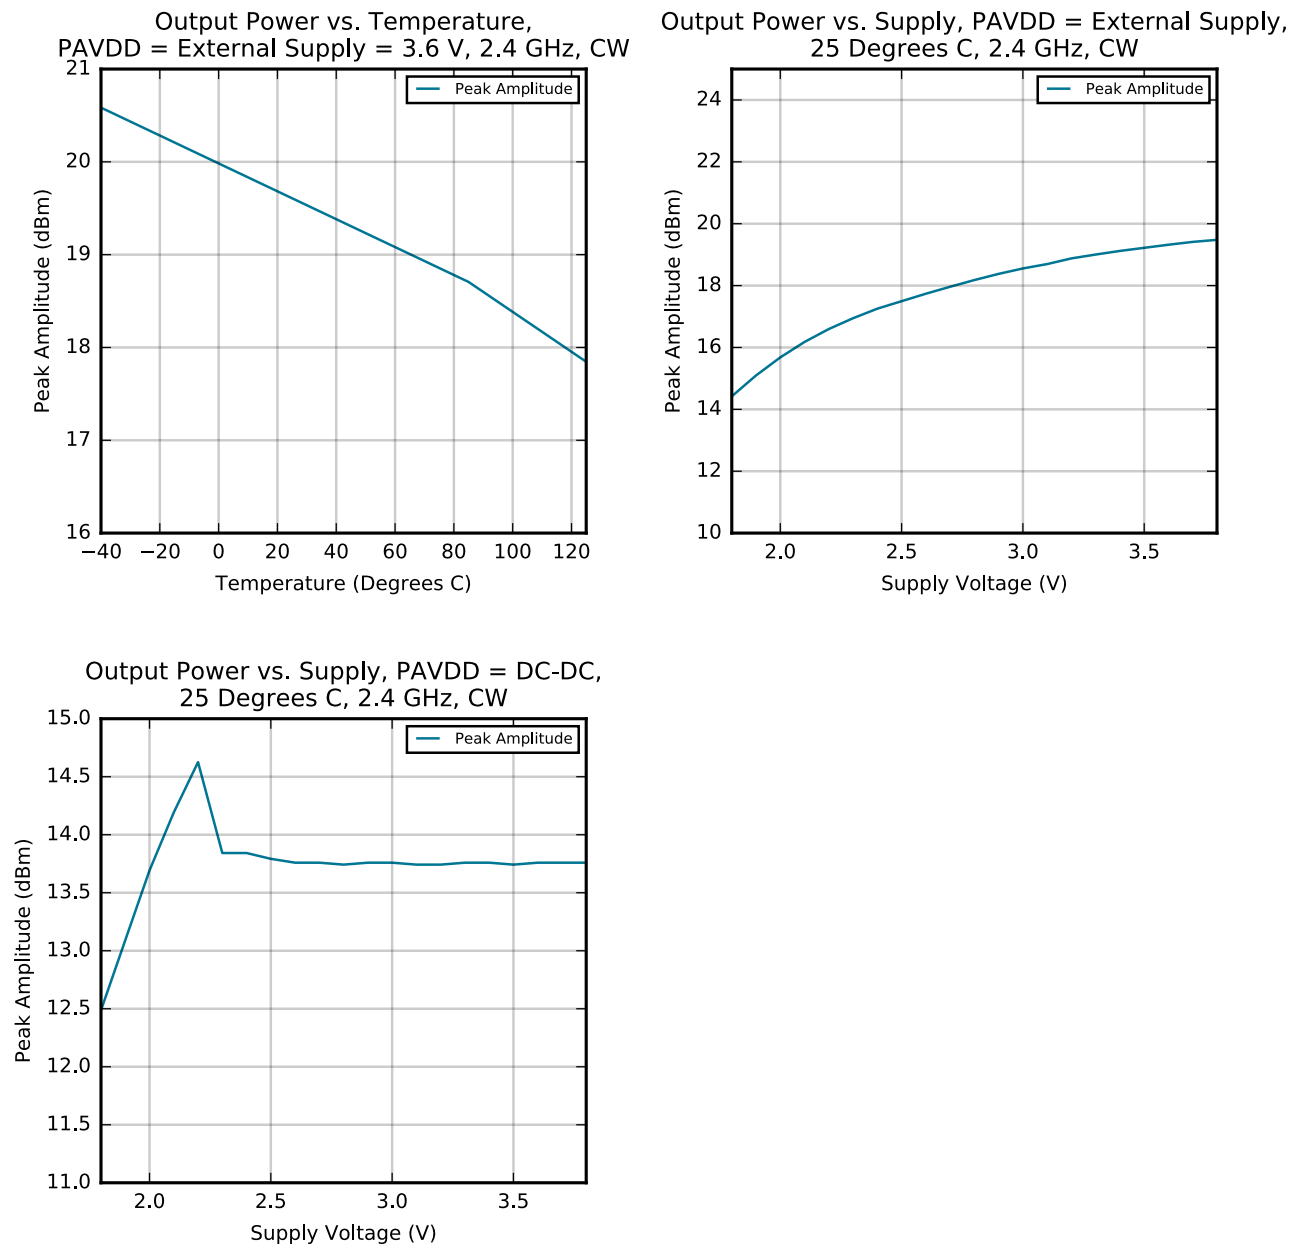 Output Power vs. Temperature,
PAVDD = External Supply = 3.6 V, 2.4 GHz, CW
21
20
19
18
17
16
Peak Amplitude (dBm)
Peak Amplitude
−40 −20 0 20 40 60 80 100 120
Temperature (Degrees C)
Output Power vs. Supply, PAVDD = External Supply,
25 Degrees C, 2.4 GHz, CW
24
22
20
18
16
14
12
10
Peak Amplitude (dBm)
Peak Amplitude
2.0 2.5 3.0 3.5
Supply Voltage (V)
Output Power vs. Supply, PAVDD = DC-DC,
25 Degrees C, 2.4 GHz, CW
15.0
14.5
14.0
13.5
13.0
12.5
12.0
11.5
11.0
Peak Amplitude (dBm)
Peak Amplitude
2.0 2.5 3.0 3.5
Supply Voltage (V)